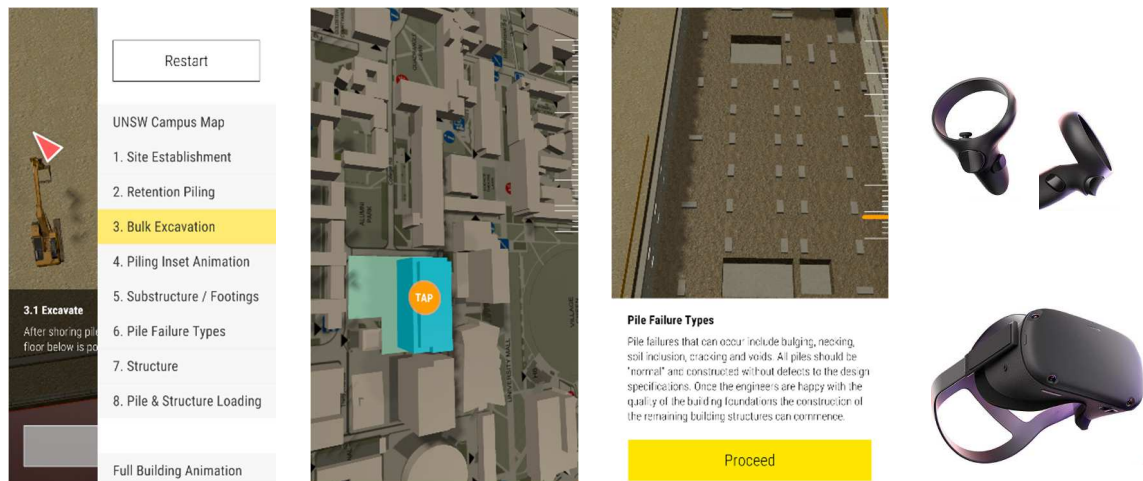 Restart
UNSW Campus Map
1. Site Establishment
2. Retention Piling
3. Bulk Excavation
4. Piling Inset Animation
5. Substructure / Footings
6. Pile Failure Types
7. Structure
8. Pile & Structure Loading
Full Building Animation
3.1 Excavate
After shoring pile
floor below is po
ALUMNI
PARK
TAP
UNIVERSITY MALL
VILLAGE
Pile Failure Types
Pile failures that can occur include bulging, necking,
soil inclusion, cracking and voids. All piles should be
"normal" and constructed without defects to the design
specifications. Once the engineers are happy with the
quality of the building foundations the construction of
the remaining building structures can commence.
Proceed